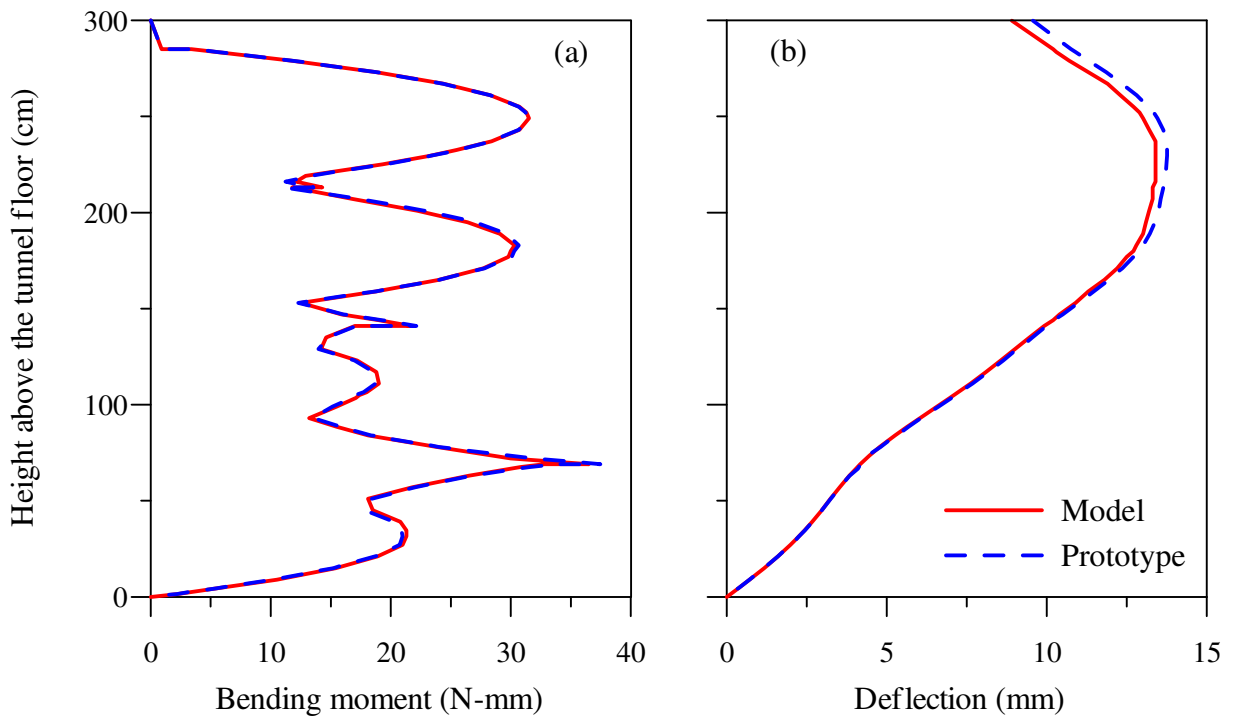 Height above the tunnel floor (cm)
300
200
100
0
(a)
0 10 20 30 40
Bending moment (N-mm)
(b)
Model
Prototype
0 5 10 15
Deflection (mm)